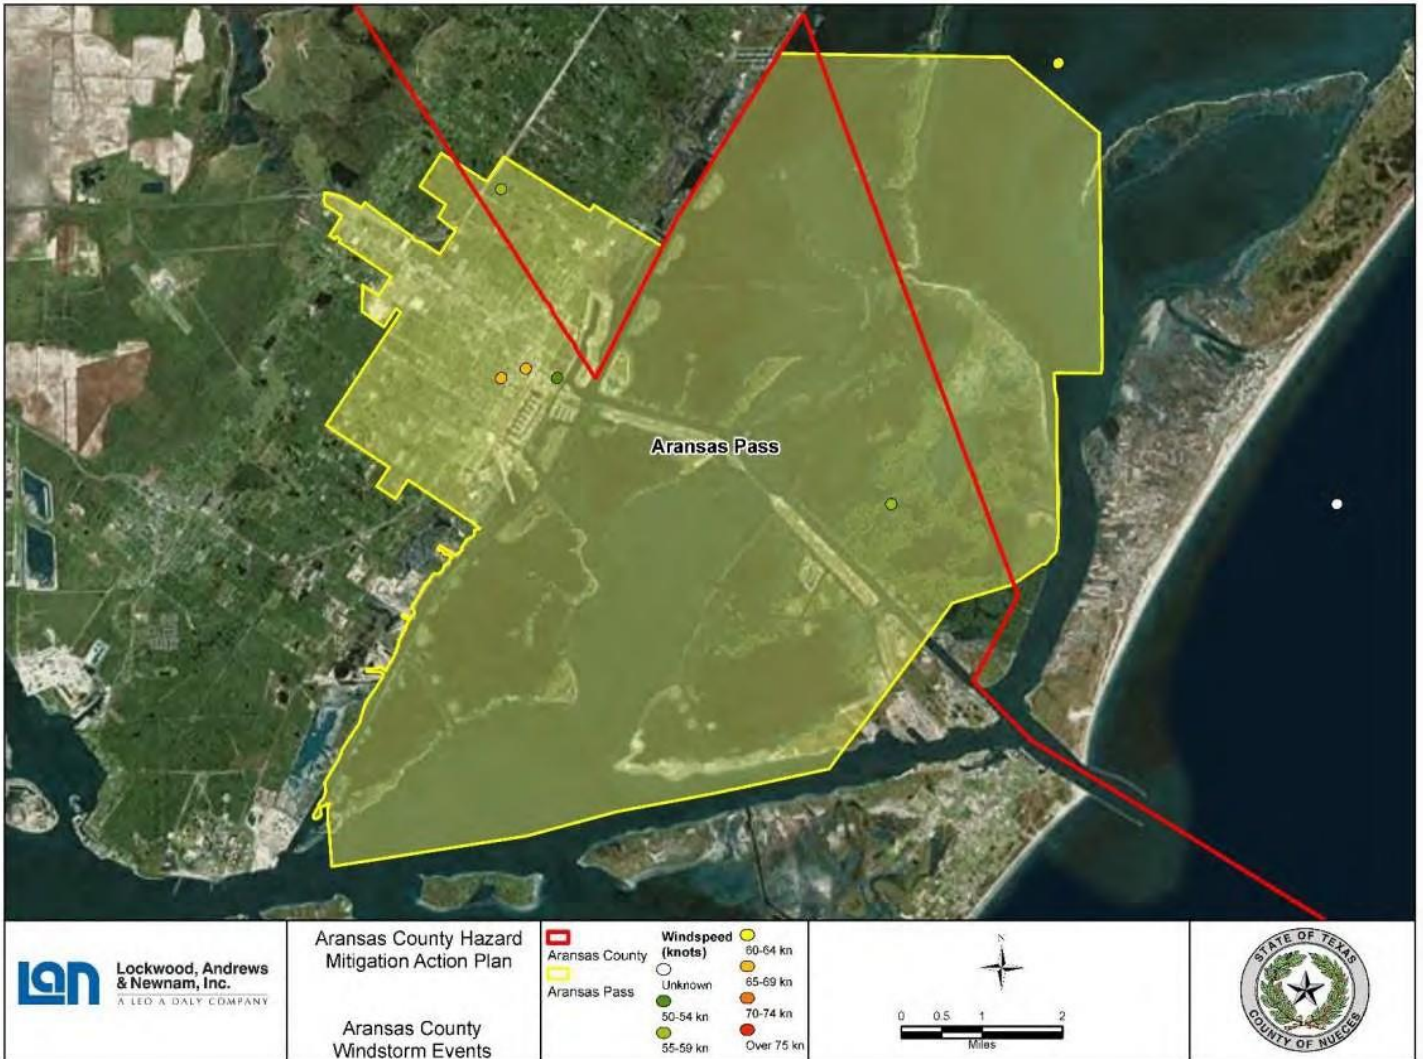 Aransas Pass
LAN
Lockwood, Andrews
& Newnam, Inc.
A LEO A DALY COMPANY
Aransas County Hazard
Mitigation Action Plan
Aransas County
Windstorm Events
Aransas County
Aransas Pass
Windspeed
(knots)
Unknown
50-54 kn
55-59 kn
60-64 kn
65-69 kn
70-74 kn
Over 75 kn
N
0 0.5 1 2
Miles
STATE OF TEXAS
COUNTY OF NUECES